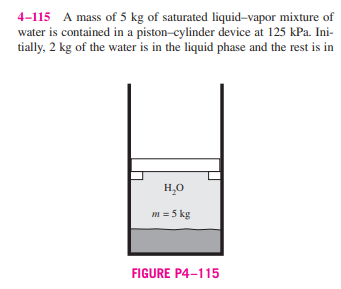 4–115 A mass of 5 kg of saturated liquid–vapor mixture of
water is contained in a piston–cylinder device at 125 kPa. Ini-
tially, 2 kg of the water is in the liquid phase and the rest is in
H₂O
m = 5 kg
FIGURE P4–115